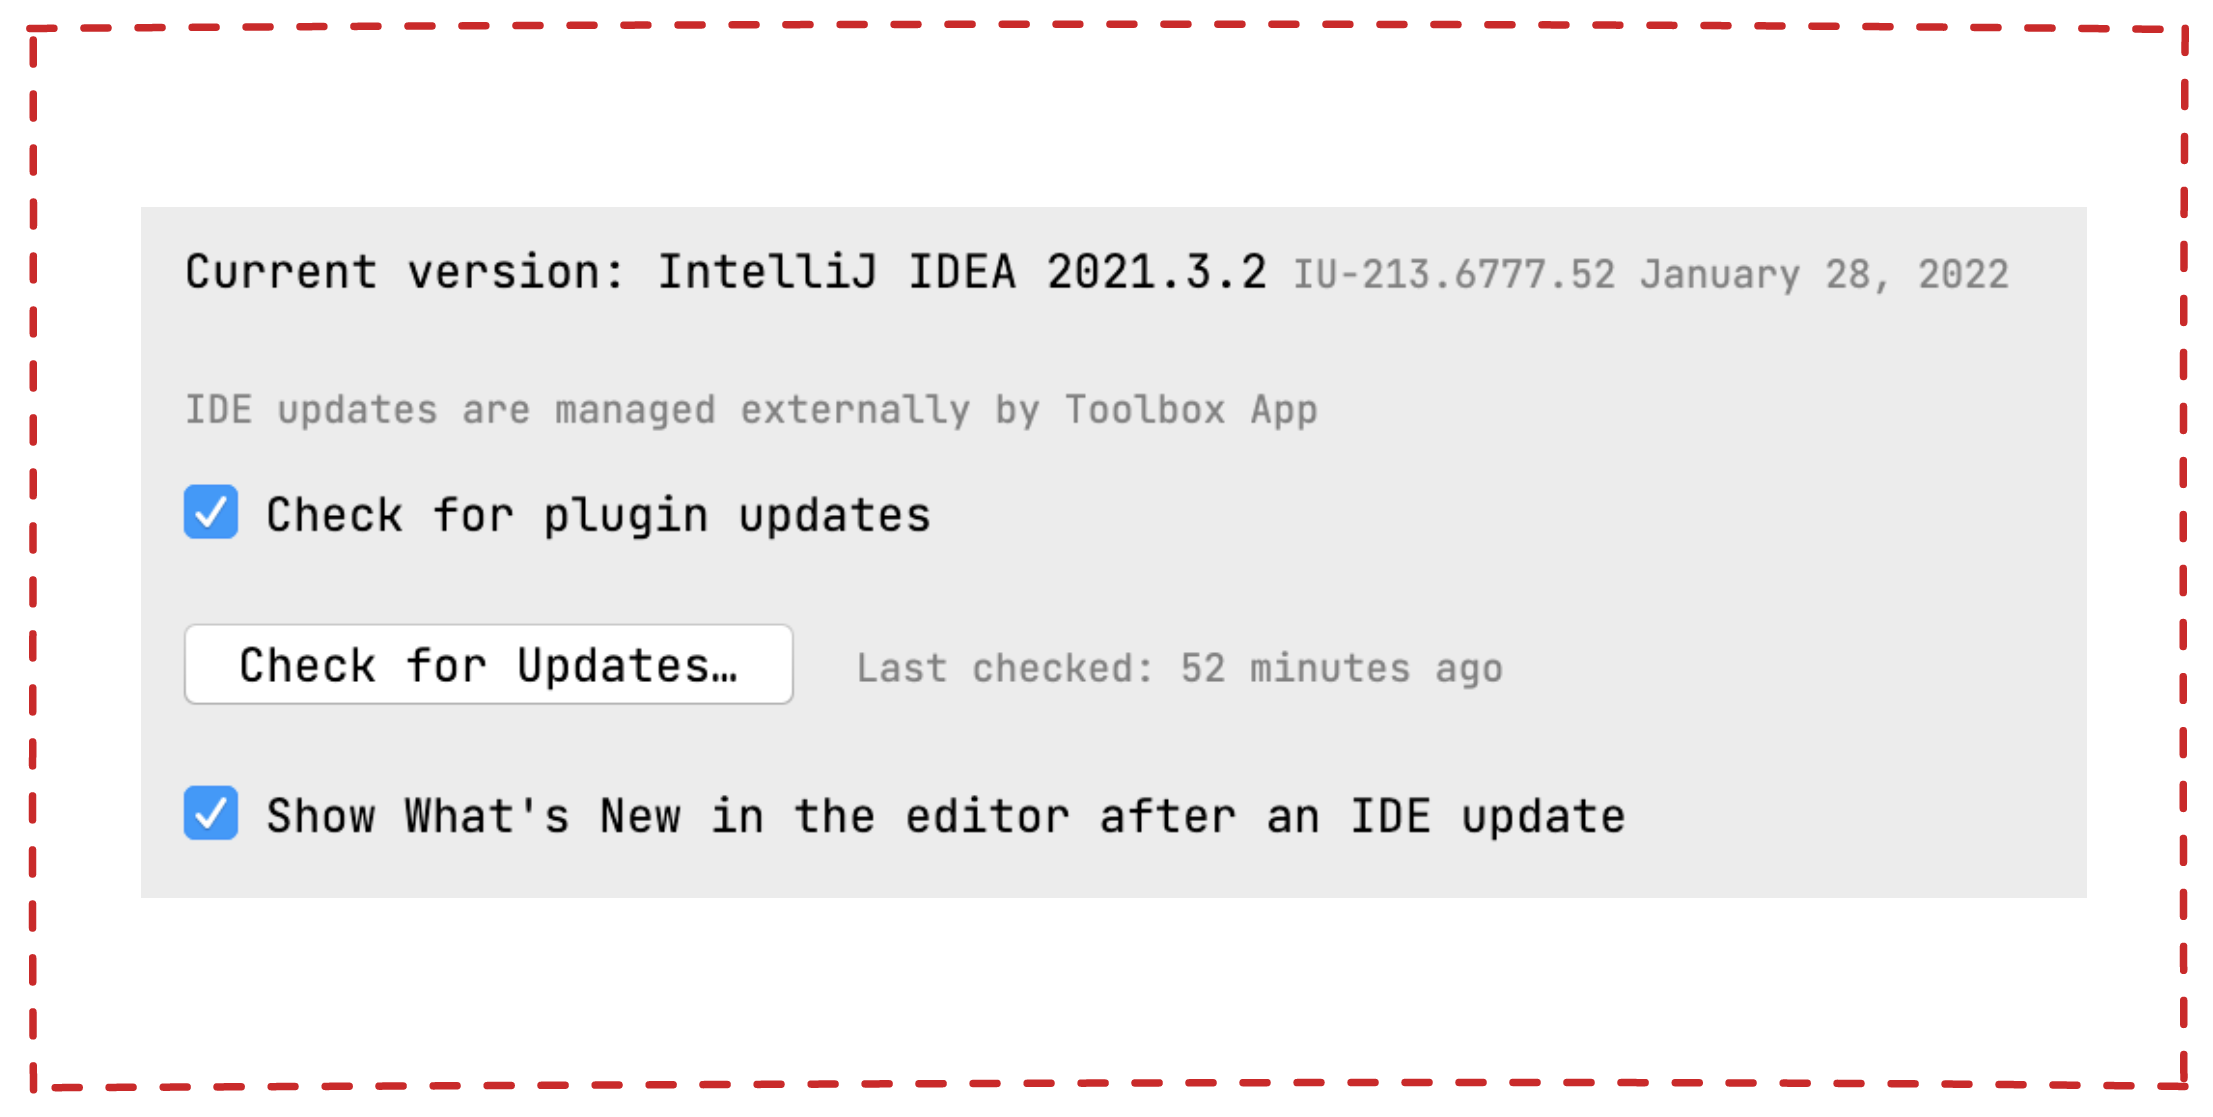 Current version: IntelliJ IDEA 2021.3.2 IU-213.6777.52 January 28, 2022
IDE updates are managed externally by Toolbox App
Check for plugin updates
Check for Updates… Last checked: 52 minutes ago
Show What's New in the editor after an IDE update